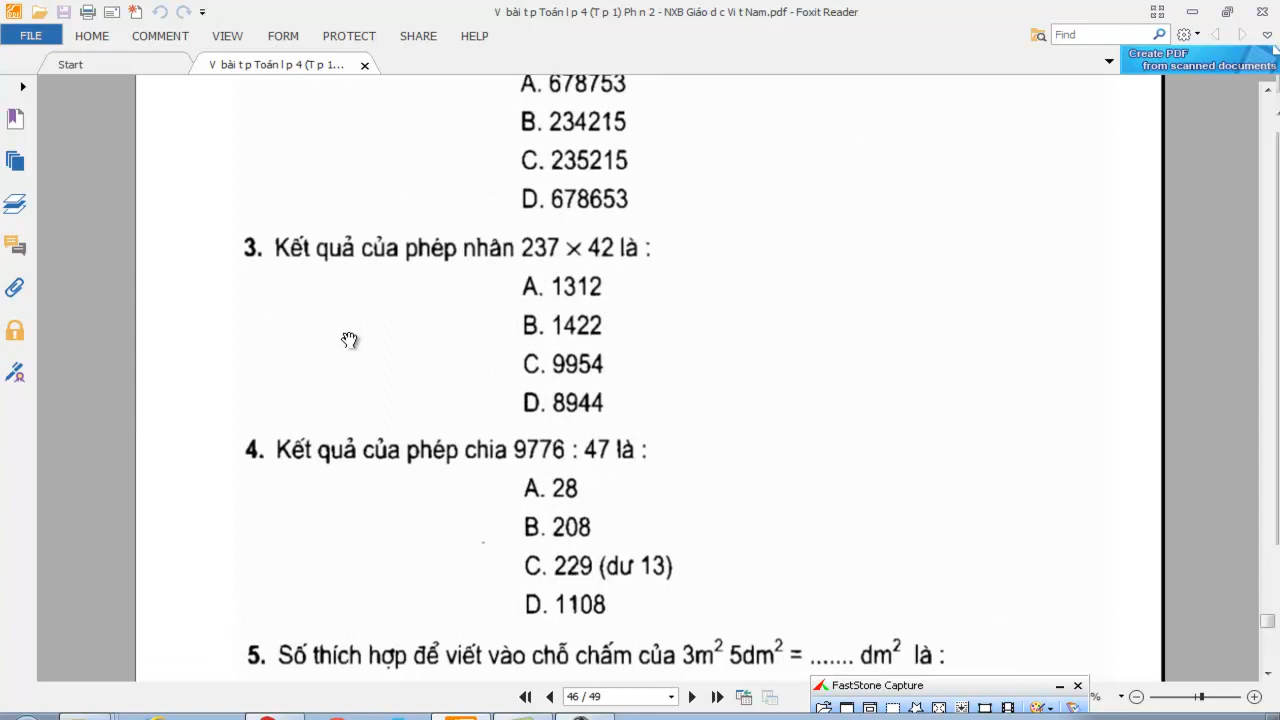 V bài t p Toán l p 4 (T p 1) Ph n 2 - NXB Giáo d c Vi t Nam.pdf - Foxit Reader
FILE HOME COMMENT VIEW FORM PROTECT SHARE HELP Find
Start V bài t p Toán l p 4 (T p 1... Create PDF
from scanned documents
A. 678753
B. 234215
C. 235215
D. 678653
3. Kết quả của phép nhân 237 × 42 là :
A. 1312
B. 1422
C. 9954
D. 8944
4. Kết quả của phép chia 9776 : 47 là :
A. 28
B. 208
C. 229 (dư 13)
D. 1108
5. Số thích hợp để viết vào chỗ chấm của 3m² 5dm² = ....... dm² là :
46 / 49 %
FastStone Capture